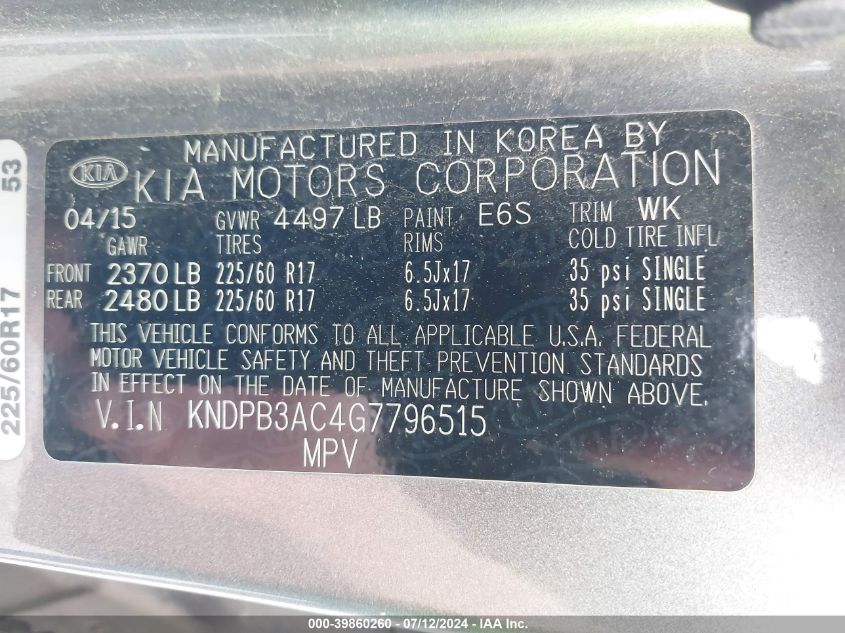 MANUFACTURED IN KOREA BY
KIA KIA MOTORS CORPORATION
04/15 GVWR 4497 LB PAINT E6S TRIM WK
GAWR TIRES RIMS COLD TIRE INFL
FRONT 2370 LB 225/60 R17 6.5Jx17 35 psi SINGLE
REAR 2480 LB 225/60 R17 6.5Jx17 35 psi SINGLE
THIS VEHICLE CONFORMS TO ALL APPLICABLE U.S.A. FEDERAL
MOTOR VEHICLE SAFETY AND THEFT PREVENTION STANDARDS
IN EFFECT ON THE DATE OF MANUFACTURE SHOWN ABOVE.
V.I.N KNDPB3AC4G7796515
MPV
225/60R17 53
000-39860260 - 07/12/2024 - IAA Inc.